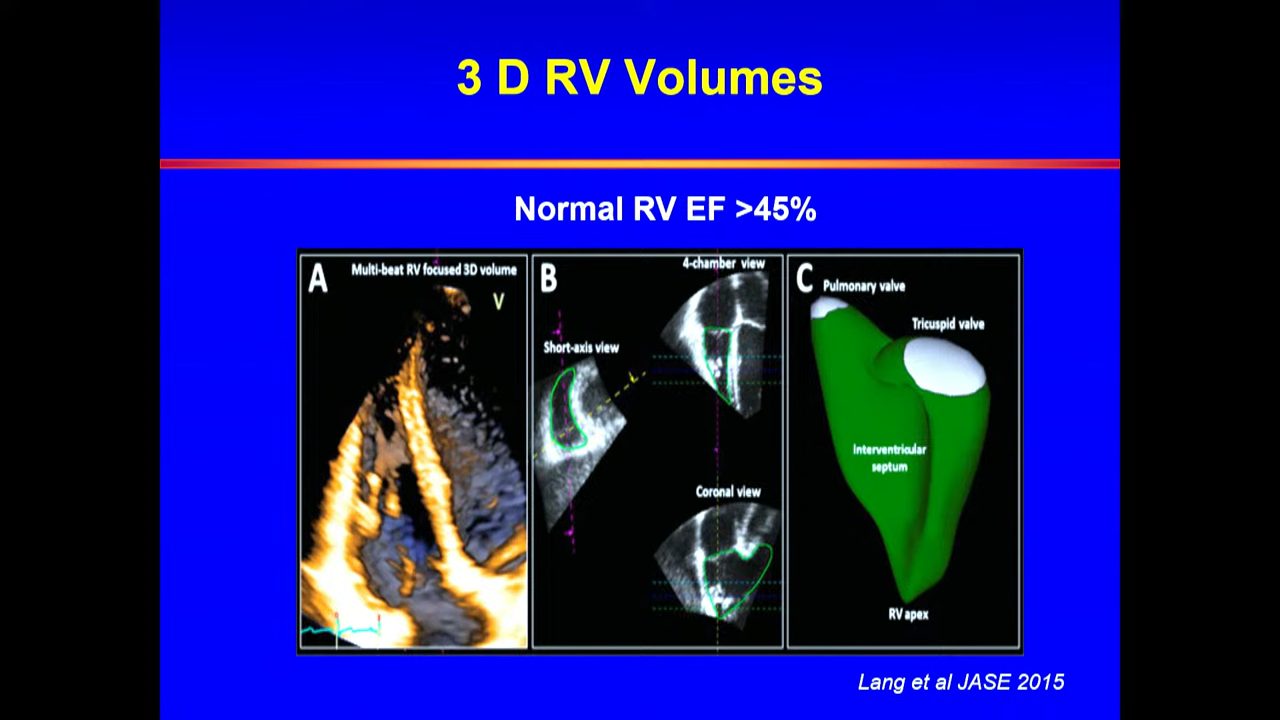 3 D RV Volumes
Normal RV EF >45%
A
Multi-beat RV focused 3D volume
V
B
4-chamber view
Short-axis view
Coronal view
C
Pulmonary valve
Tricuspid valve
Interventricular
septum
RV apex
Lang et al JASE 2015